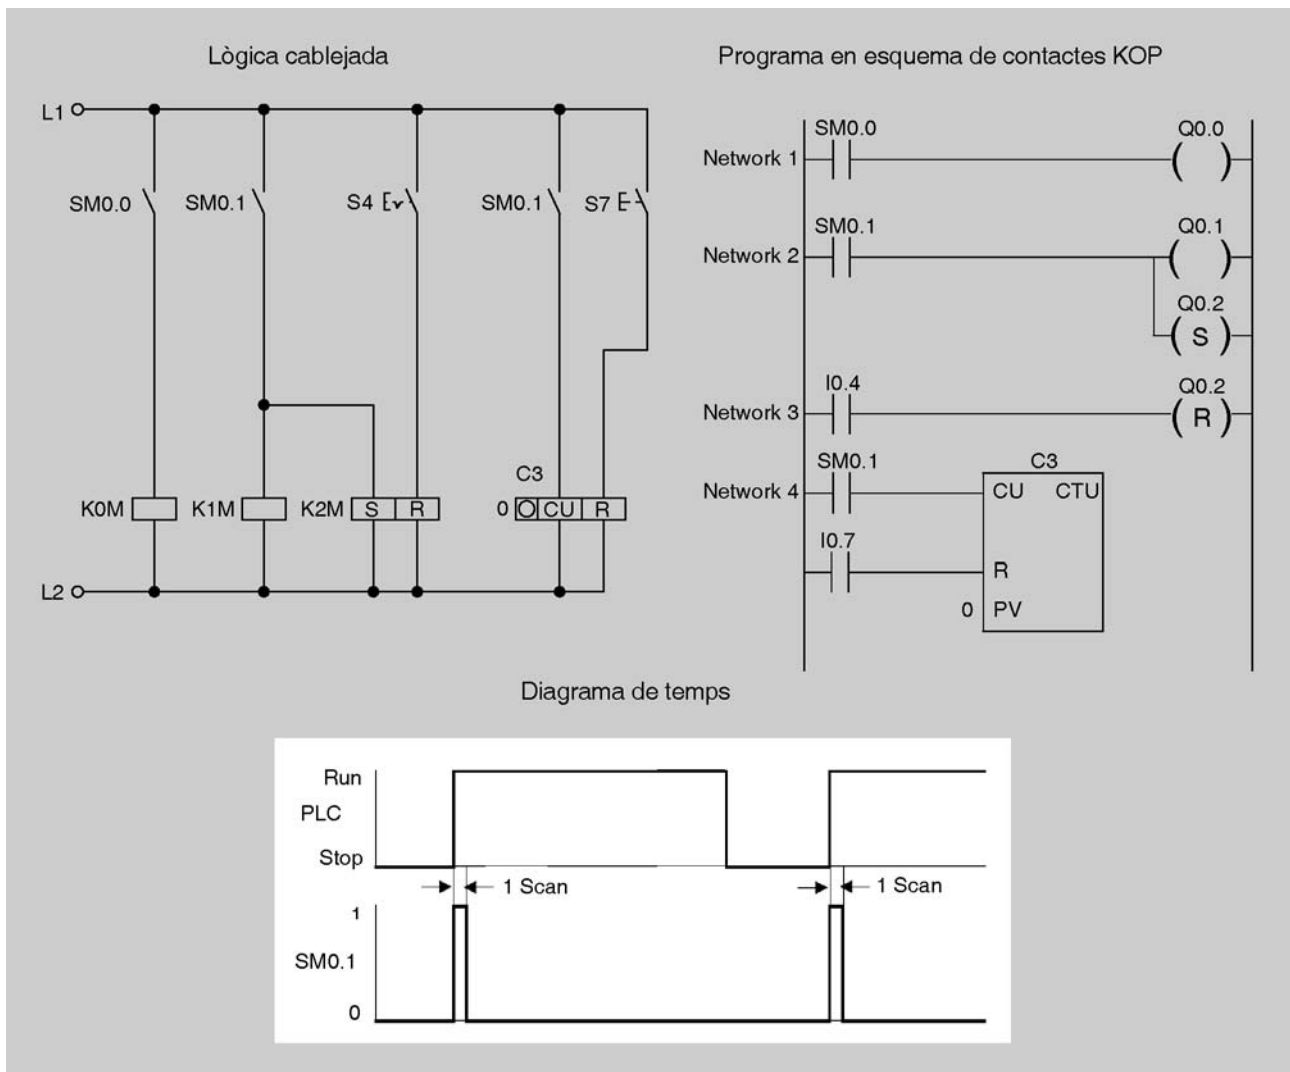 Lògica cablejada
L1
SM0.0
SM0.1
S4
SM0.1
S7
C3
K0M
K1M
K2M
S
R
0
CU
R
L2
Programa en esquema de contactes KOP
SM0.0
Q0.0
Network 1
SM0.1
Q0.1
Network 2
Q0.2
S
I0.4
Q0.2
Network 3
R
SM0.1
C3
Network 4
CU CTU
I0.7
R
0 PV
Diagrama de temps
Run
PLC
Stop
1 Scan
1 Scan
1
SM0.1
0